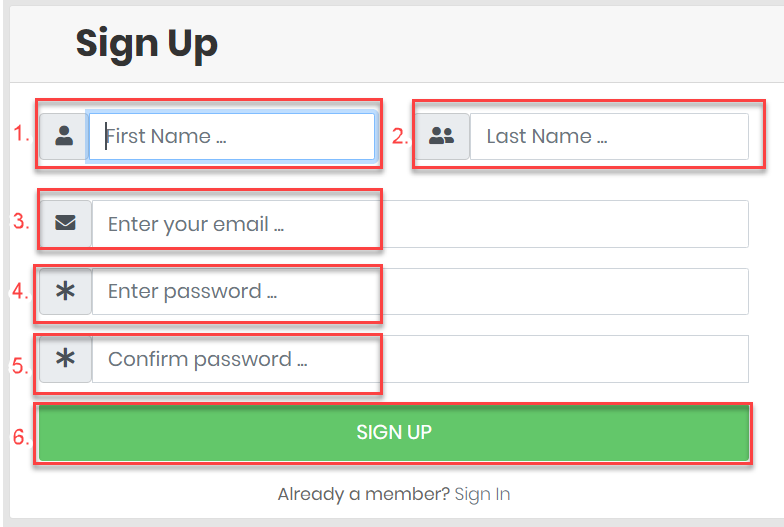 Sign Up
1. First Name ... 2. Last Name ...
3. Enter your email ...
4. Enter password ...
5. Confirm password ...
6. SIGN UP
Already a member? Sign In